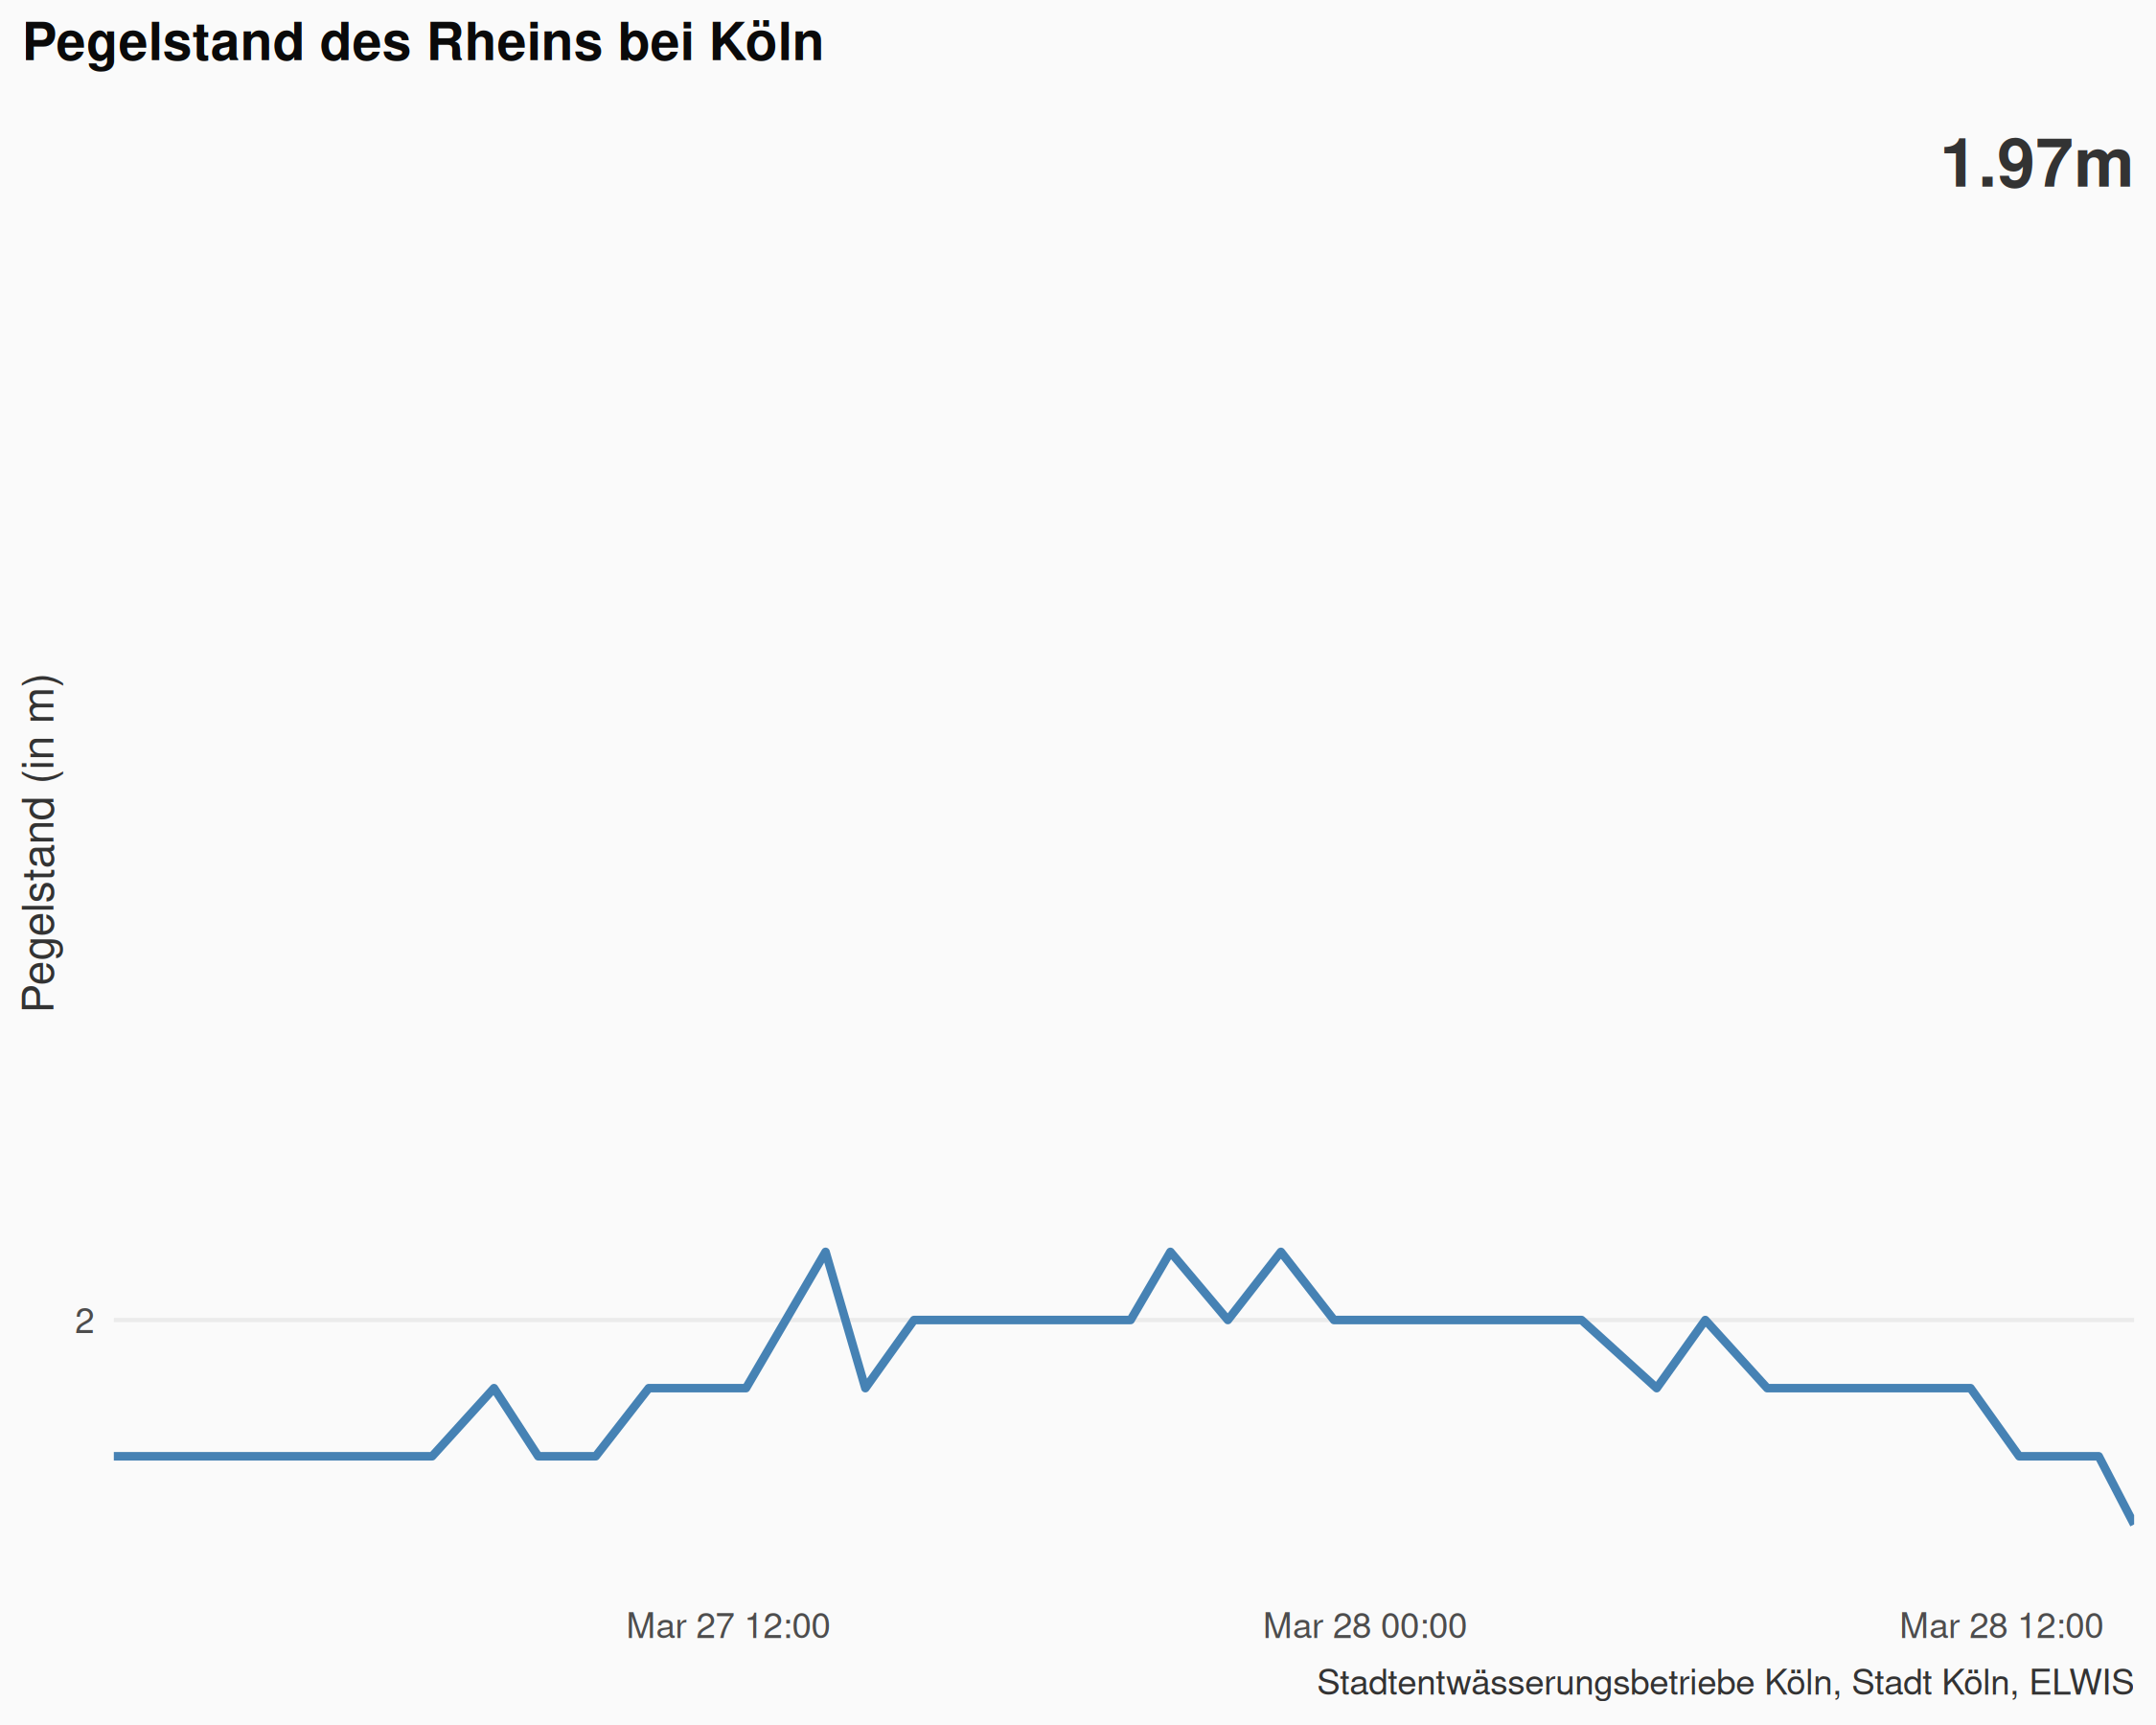 Pegelstand des Rheins bei Köln
1.97m
Pegelstand (in m)
2
Mar 27 12:00
Mar 28 00:00
Mar 28 12:00
Stadtentwässerungsbetriebe Köln, Stadt Köln, ELWIS